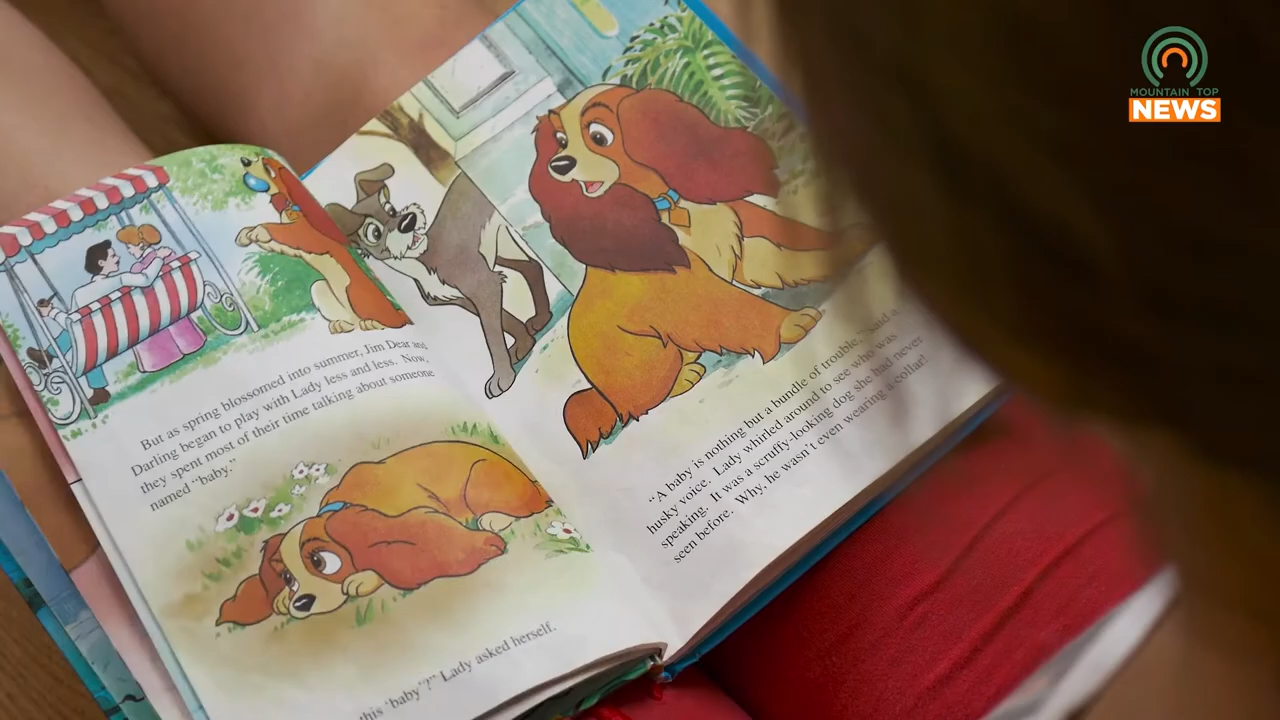 MOUNTAIN TOP
NEWS
But as spring blossomed into summer, Jim Dear and
Darling began to play with Lady less and less. Now,
they spent most of their time talking about someone
named “baby.”
this ‘baby’?” Lady asked herself.
“A baby is nothing but a bundle of trouble,” said a
husky voice. Lady whirled around to see who was
speaking. It was a scruffy-looking dog she had never
seen before. Why, he wasn’t even wearing a collar!